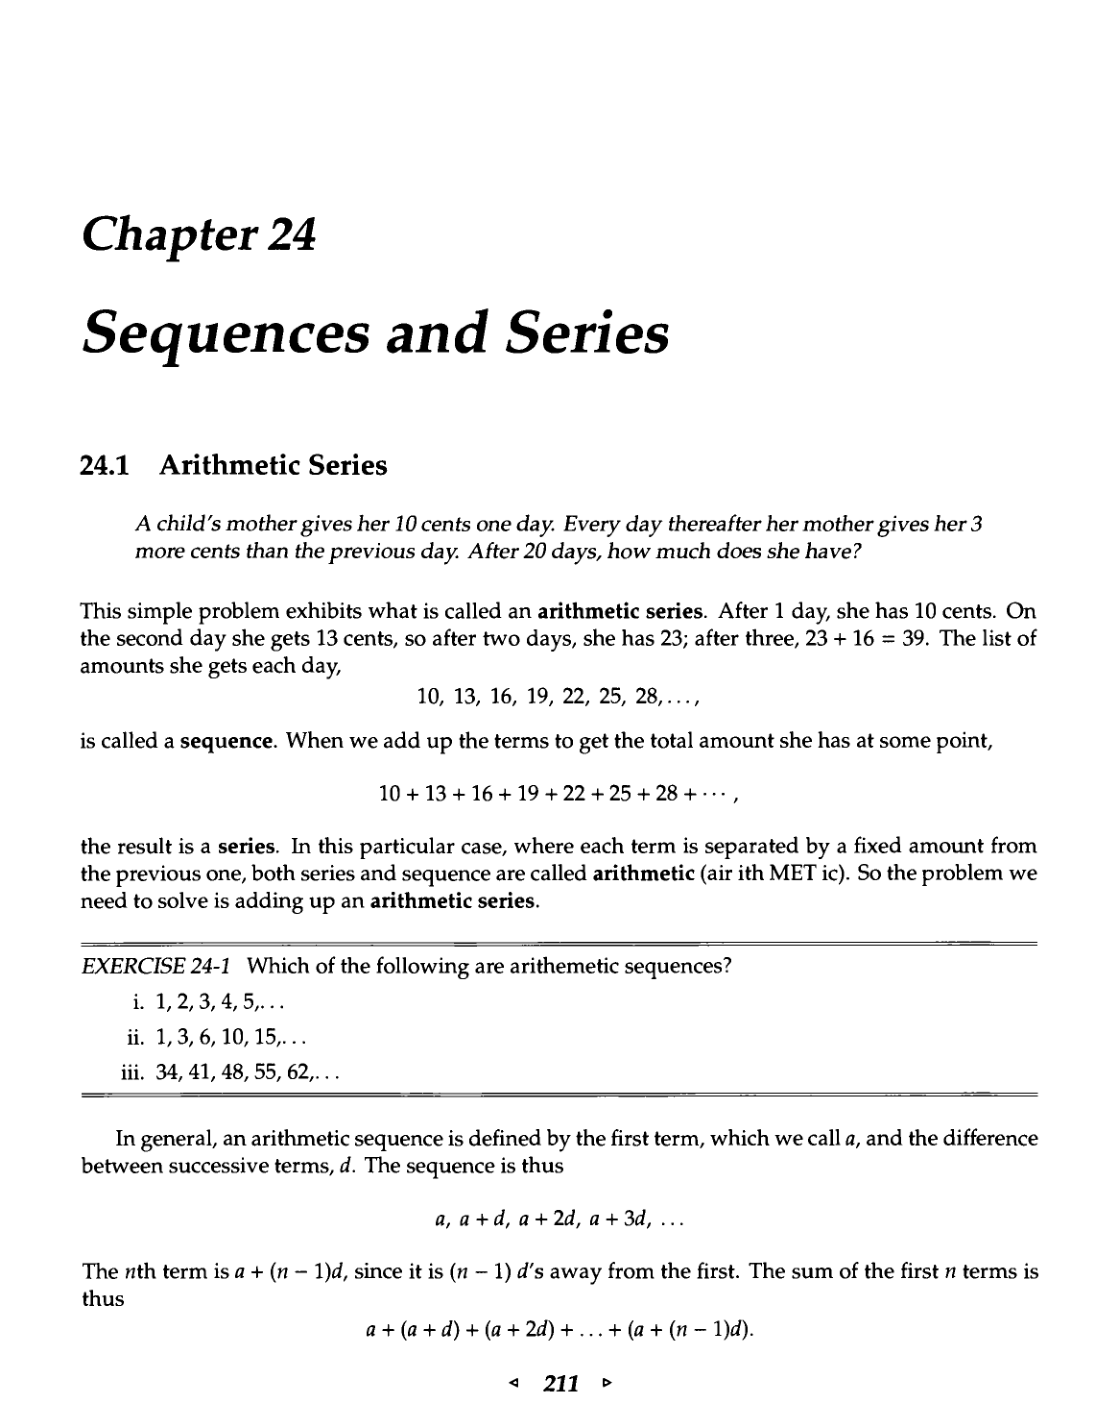 Chapter 24
Sequences and Series
24.1 Arithmetic Series
A child's mother gives her 10 cents one day. Every day thereafter her mother gives her 3
more cents than the previous day. After 20 days, how much does she have?
This simple problem exhibits what is called an arithmetic series. After 1 day, she has 10 cents. On
the second day she gets 13 cents, so after two days, she has 23; after three, 23 + 16 = 39. The list of
amounts she gets each day,
10, 13, 16, 19, 22, 25, 28, . . . ,
is called a sequence. When we add up the terms to get the total amount she has at some point,
10 + 13 + 16 + 19 + 22 + 25 + 28 + · · · ,
the result is a series. In this particular case, where each term is separated by a fixed amount from
the previous one, both series and sequence are called arithmetic (air ith MET ic). So the problem we
need to solve is adding up an arithmetic series.
EXERCISE 24-1 Which of the following are arithemetic sequences?
i. 1, 2, 3, 4, 5,. . .
ii. 1, 3, 6, 10, 15,. . .
iii. 34, 41, 48, 55, 62,. . .
In general, an arithmetic sequence is defined by the first term, which we call a, and the difference
between successive terms, d. The sequence is thus
a, a + d, a + 2d, a + 3d, . . .
The nth term is a + (n − 1)d, since it is (n − 1) d's away from the first. The sum of the first n terms is
thus
a + (a + d) + (a + 2d) + . . . + (a + (n − 1)d).
◃ 211 ▹